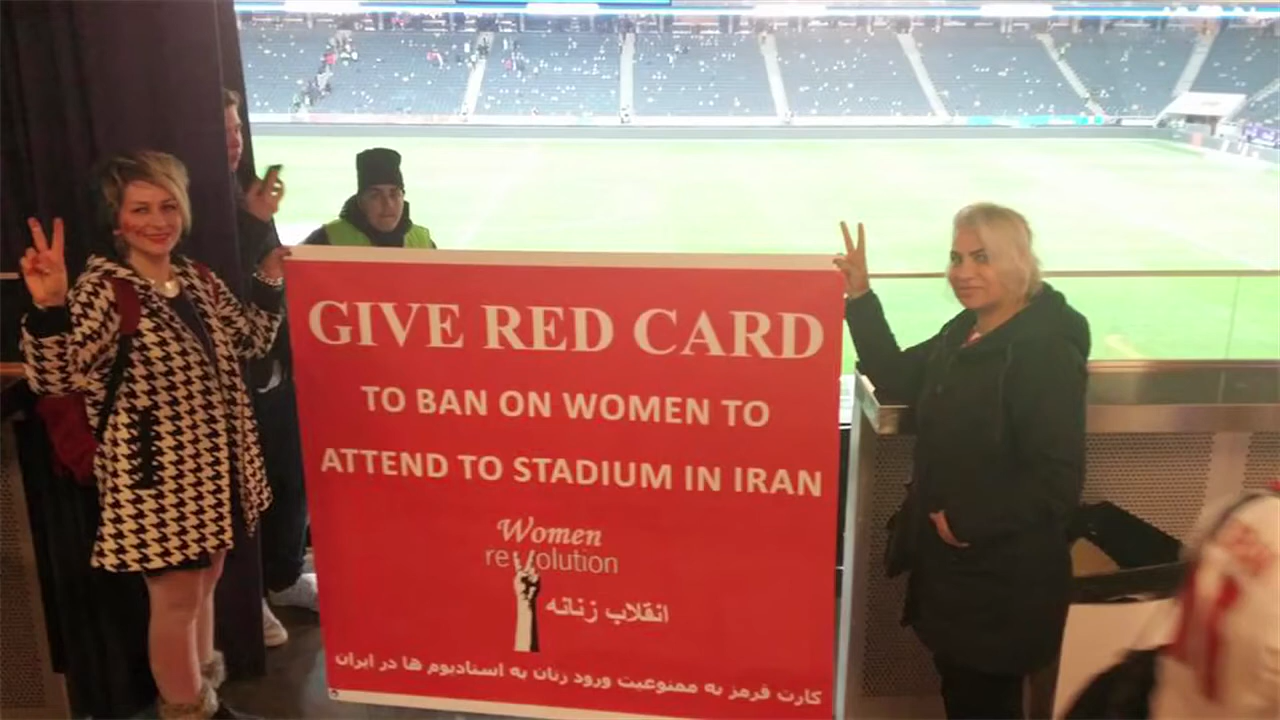 GIVE RED CARD
TO BAN ON WOMEN TO
ATTEND TO STADIUM IN IRAN
Women
revolution
انقلاب زنانه
کارت قرمز به ممنوعیت ورود زنان به استادیوم ها در ایران